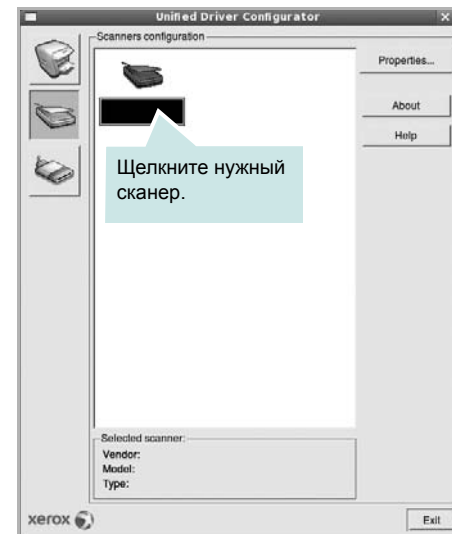 Unified Driver Configurator
Scanners configuration
Properties...
About
Help
Щелкните нужный
сканер.
Selected scanner:
Vendor:
Model:
Type:
xerox
Exit